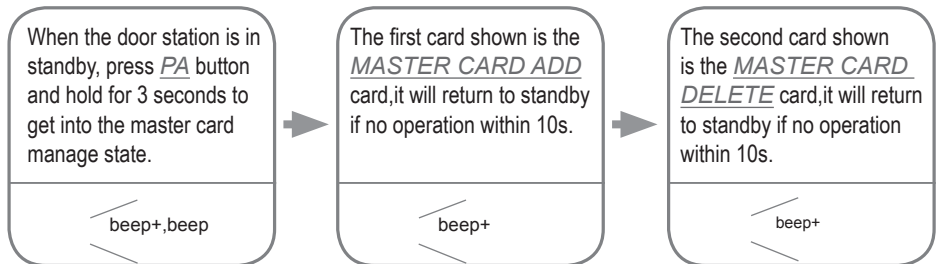 When the door station is in
standby, press PA button
and hold for 3 seconds to
get into the master card
manage state.
beep+,beep
The first card shown is the
MASTER CARD ADD
card,it will return to standby
if no operation within 10s.
beep+
The second card shown
is the MASTER CARD
DELETE card,it will return
to standby if no operation
within 10s.
beep+